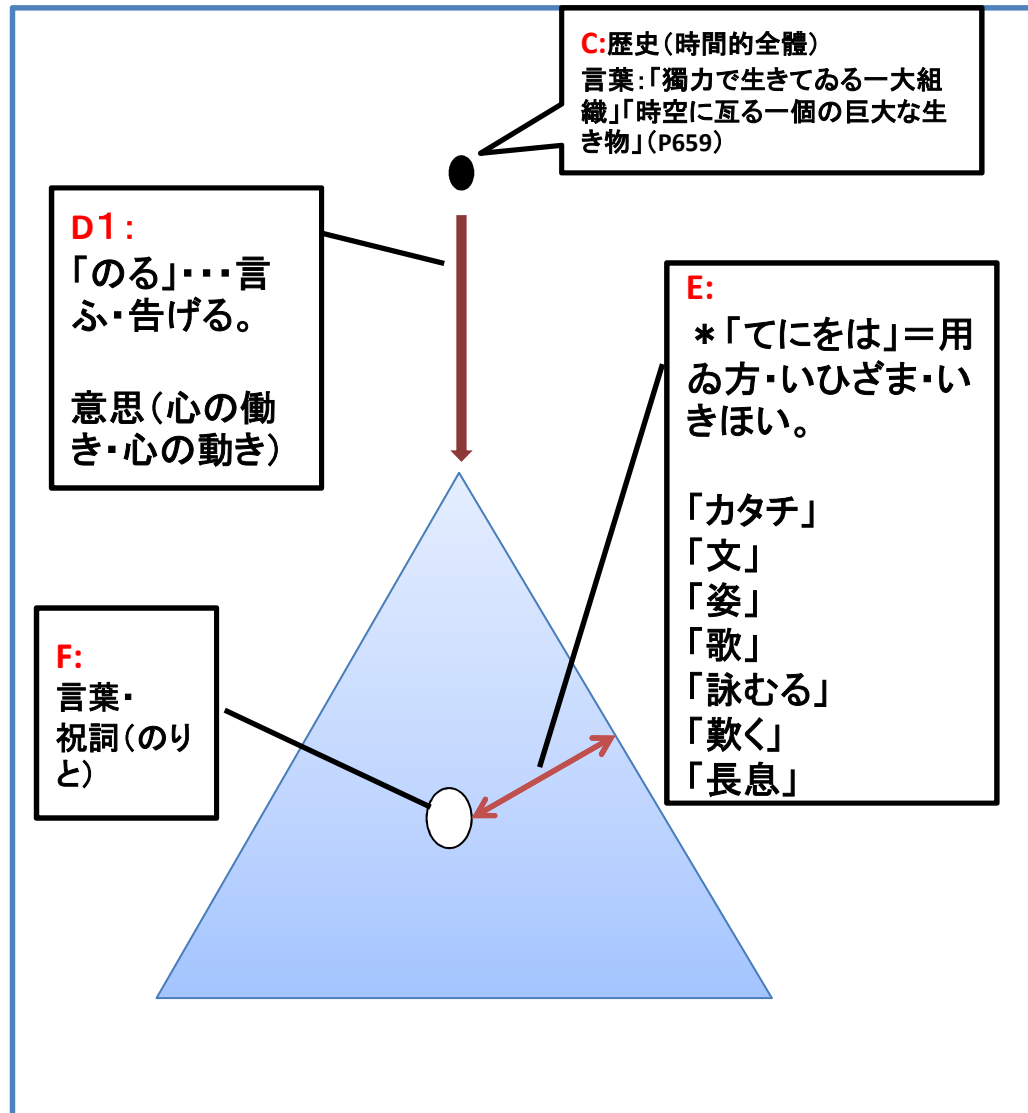 C:歴史(時間的全體)
言葉:「獨力で生きてゐる一大組
織」「時空に亙る一個の巨大な生
き物」(P659)
D1:
「のる」・・・言
ふ・告げる。
意思(心の働
き・心の動き)
E:
*「てにをは」=用
ゐ方・いひざま・い
きほい。
「カタチ」
「文」
「姿」
「歌」
「詠むる」
「歎く」
「長息」
F:
言葉・
祝詞(のり
と)